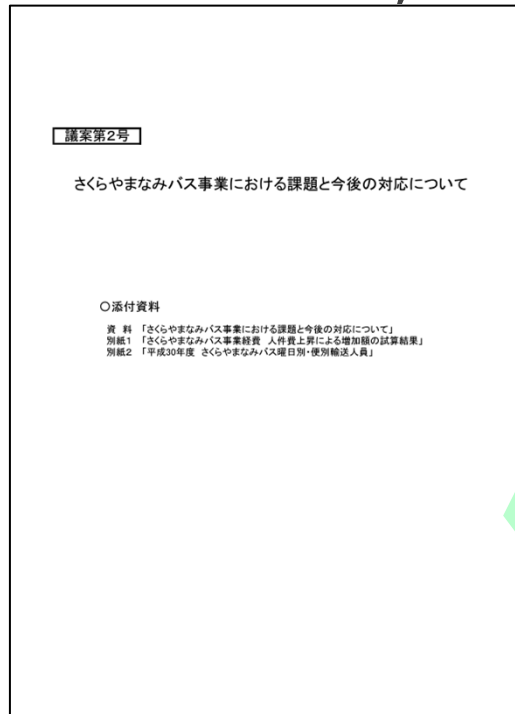 議案第2号
さくらやまなみバス事業における課題と今後の対応について
○添付資料
資 料 「さくらやまなみバス事業における課題と今後の対応について」
別紙1 「さくらやまなみバス事業経費 人件費上昇による増加額の試算結果」
別紙2 「平成30年度 さくらやまなみバス曜日別・便別輸送人員」